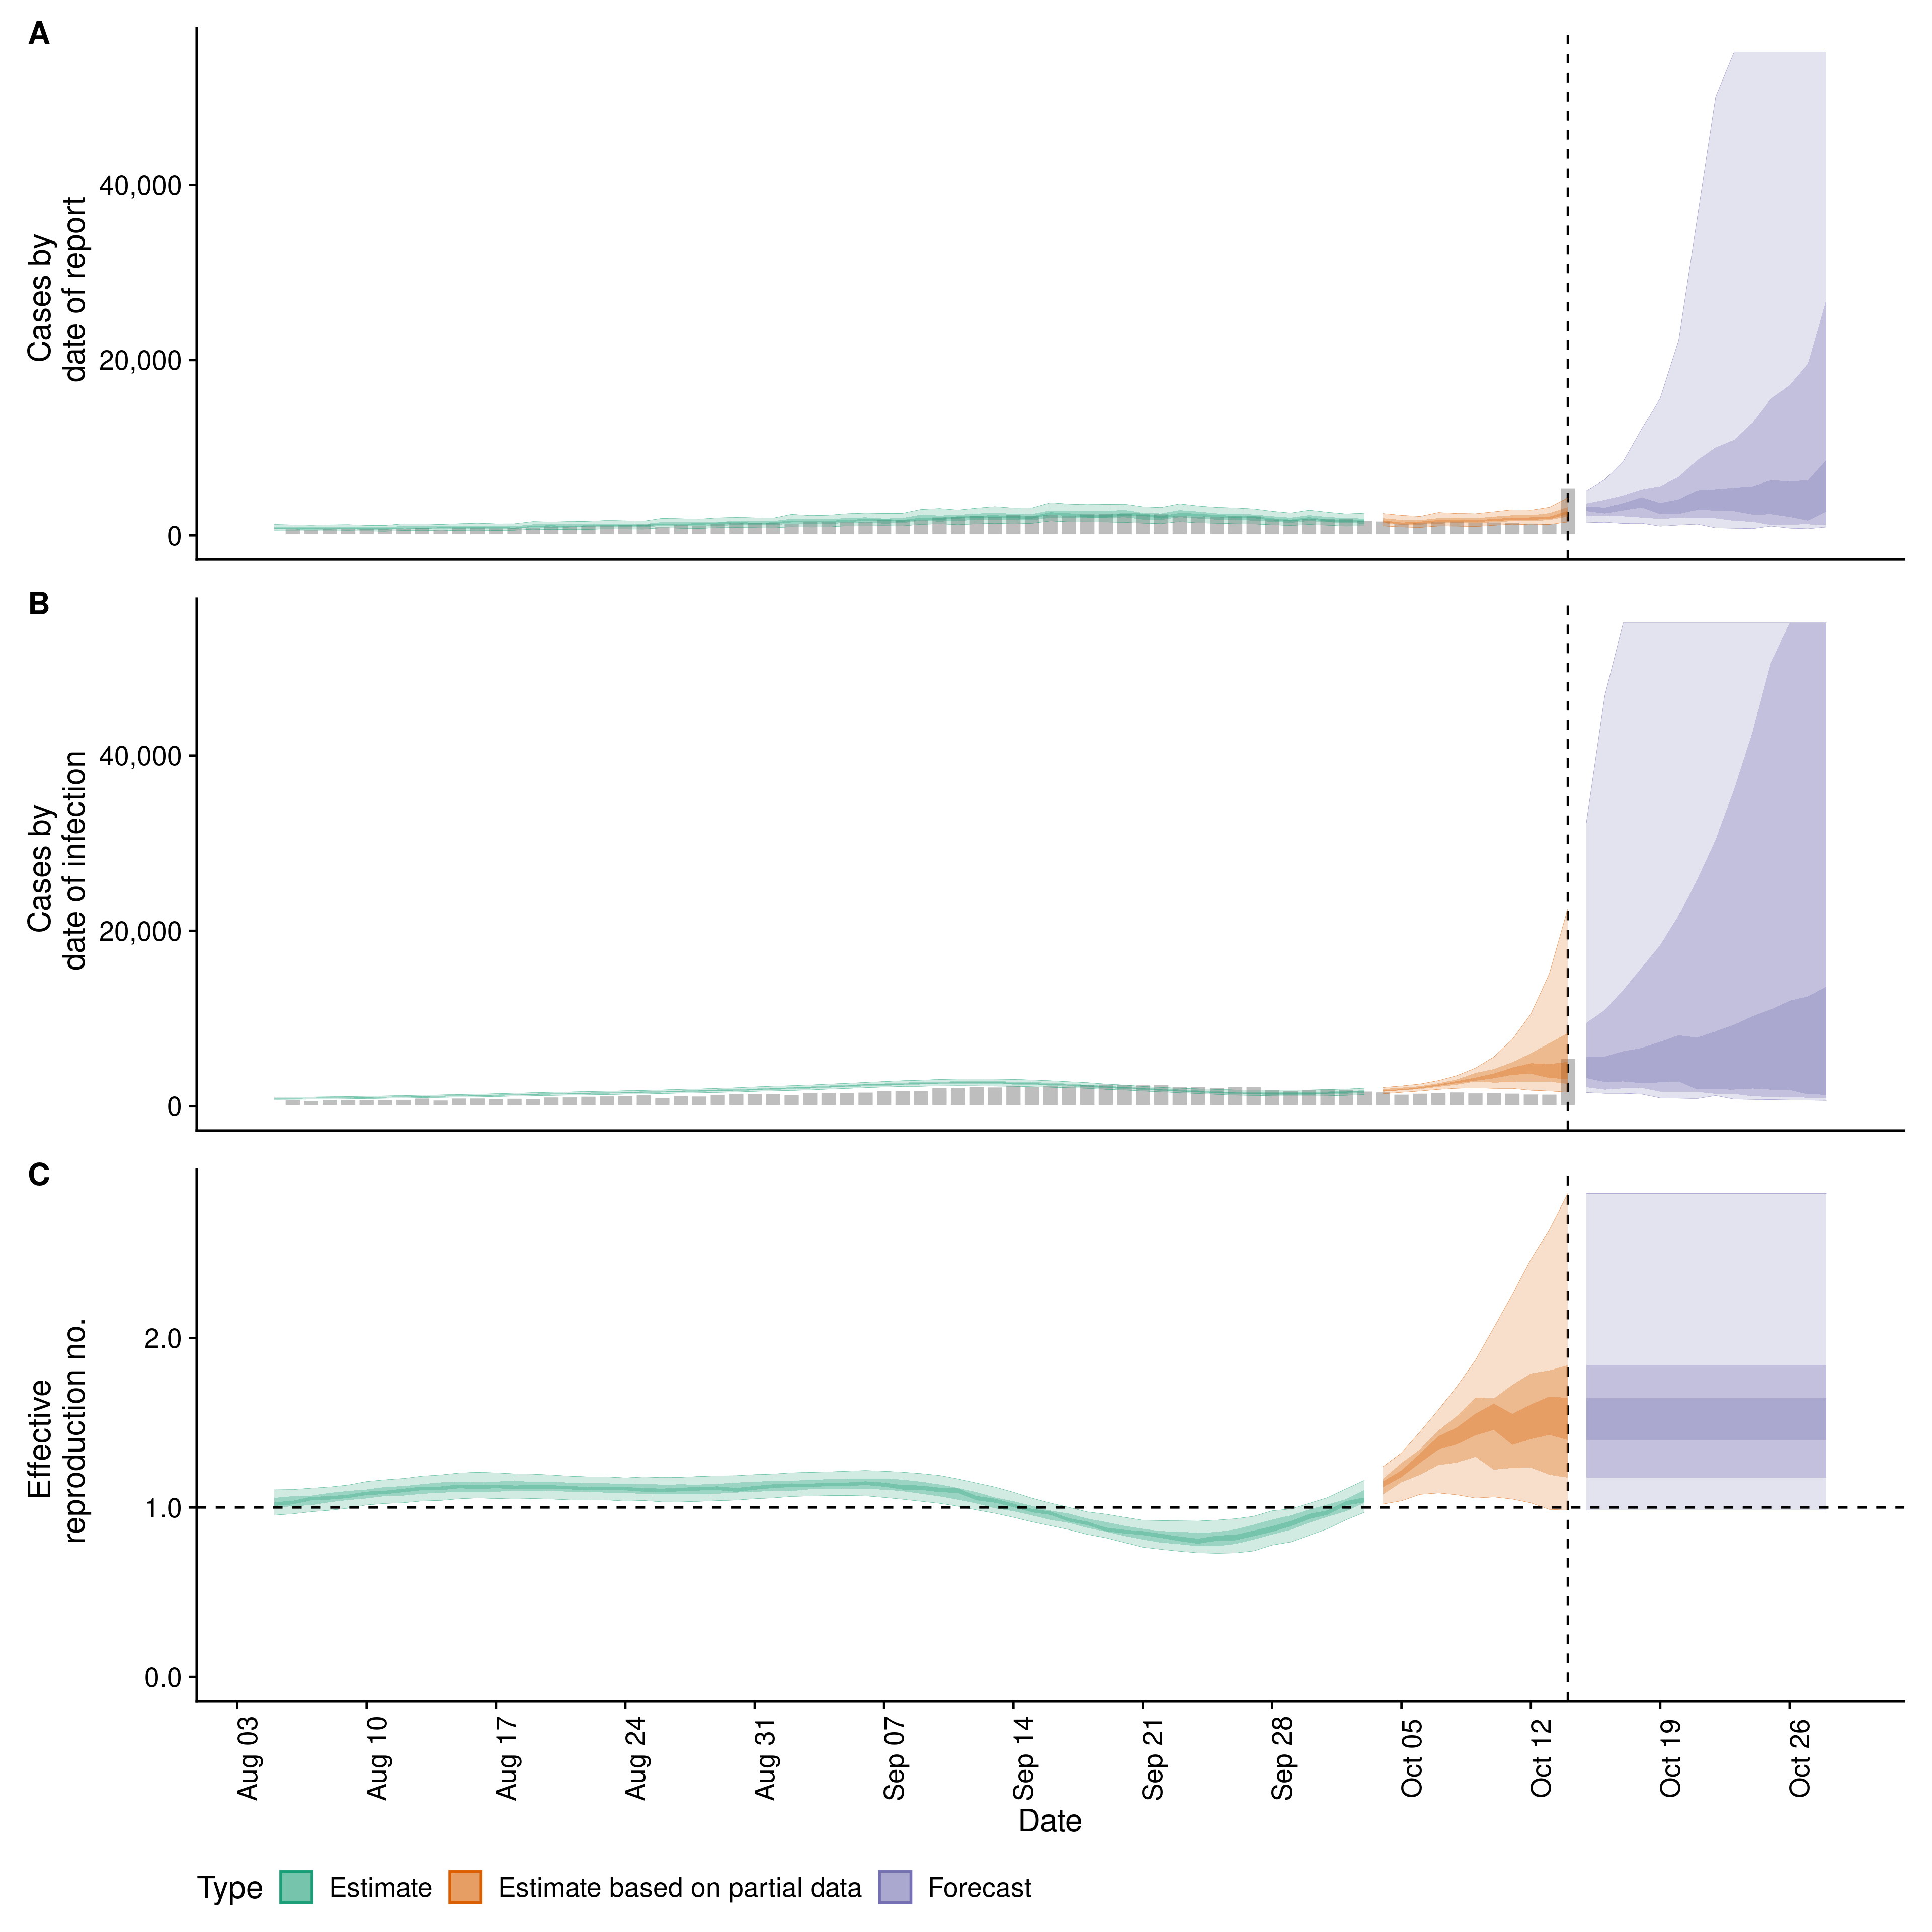 A
Cases by
date of report
40,000
20,000
0
B
Cases by
date of infection
40,000
20,000
0
C
Effective
reproduction no.
2.0
1.0
0.0
Aug 03
Aug 10
Aug 17
Aug 24
Aug 31
Sep 07
Sep 14
Sep 21
Sep 28
Oct 05
Oct 12
Oct 19
Oct 26
Date
Type Estimate Estimate based on partial data Forecast